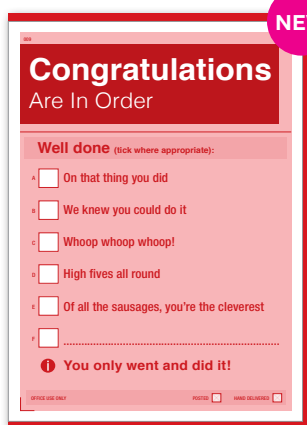 NE
Congratulations
Are In Order
Well done (tick where appropriate):
A On that thing you did
B We knew you could do it
C Whoop whoop whoop!
D High fives all round
E Of all the sausages, you're the cleverest
F ........................................................................
i You only went and did it!
OFFICE USE ONLY POSTED HAND DELIVERED